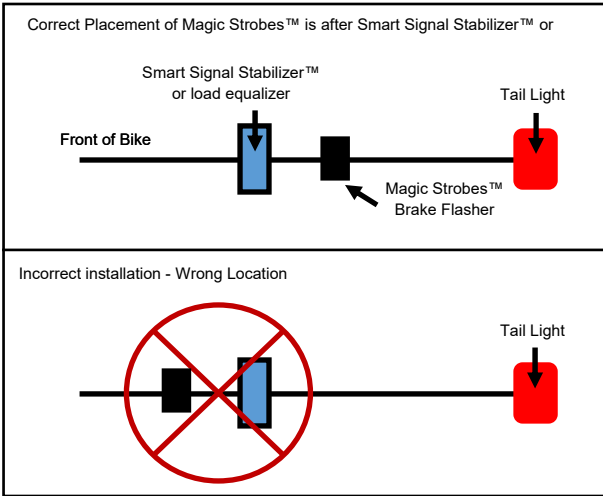 Correct Placement of Magic Strobes™ is after Smart Signal Stabilizer™ or
Smart Signal Stabilizer™
or load equalizer
Tail Light
Front of Bike
Magic Strobes™
Brake Flasher
Incorrect installation - Wrong Location
Tail Light